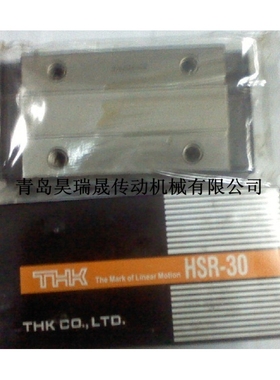 青岛昊瑞晟传动机械有限公司
THK The Mark of Linear Motion HSR-30
THK CO., LTD.